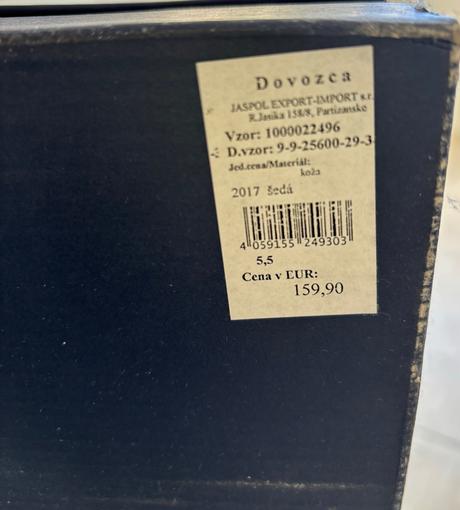 Dovozca
JASPOL EXPORT-IMPORT s.r.
R.Jasika 158/8, Partizanske
Vzor: 1000022496
D.vzor: 9-9-25600-29-3
Jed.cena/Materiál:
koža
2017 šedá
4 059155 249303
5,5
Cena v EUR:
159,90